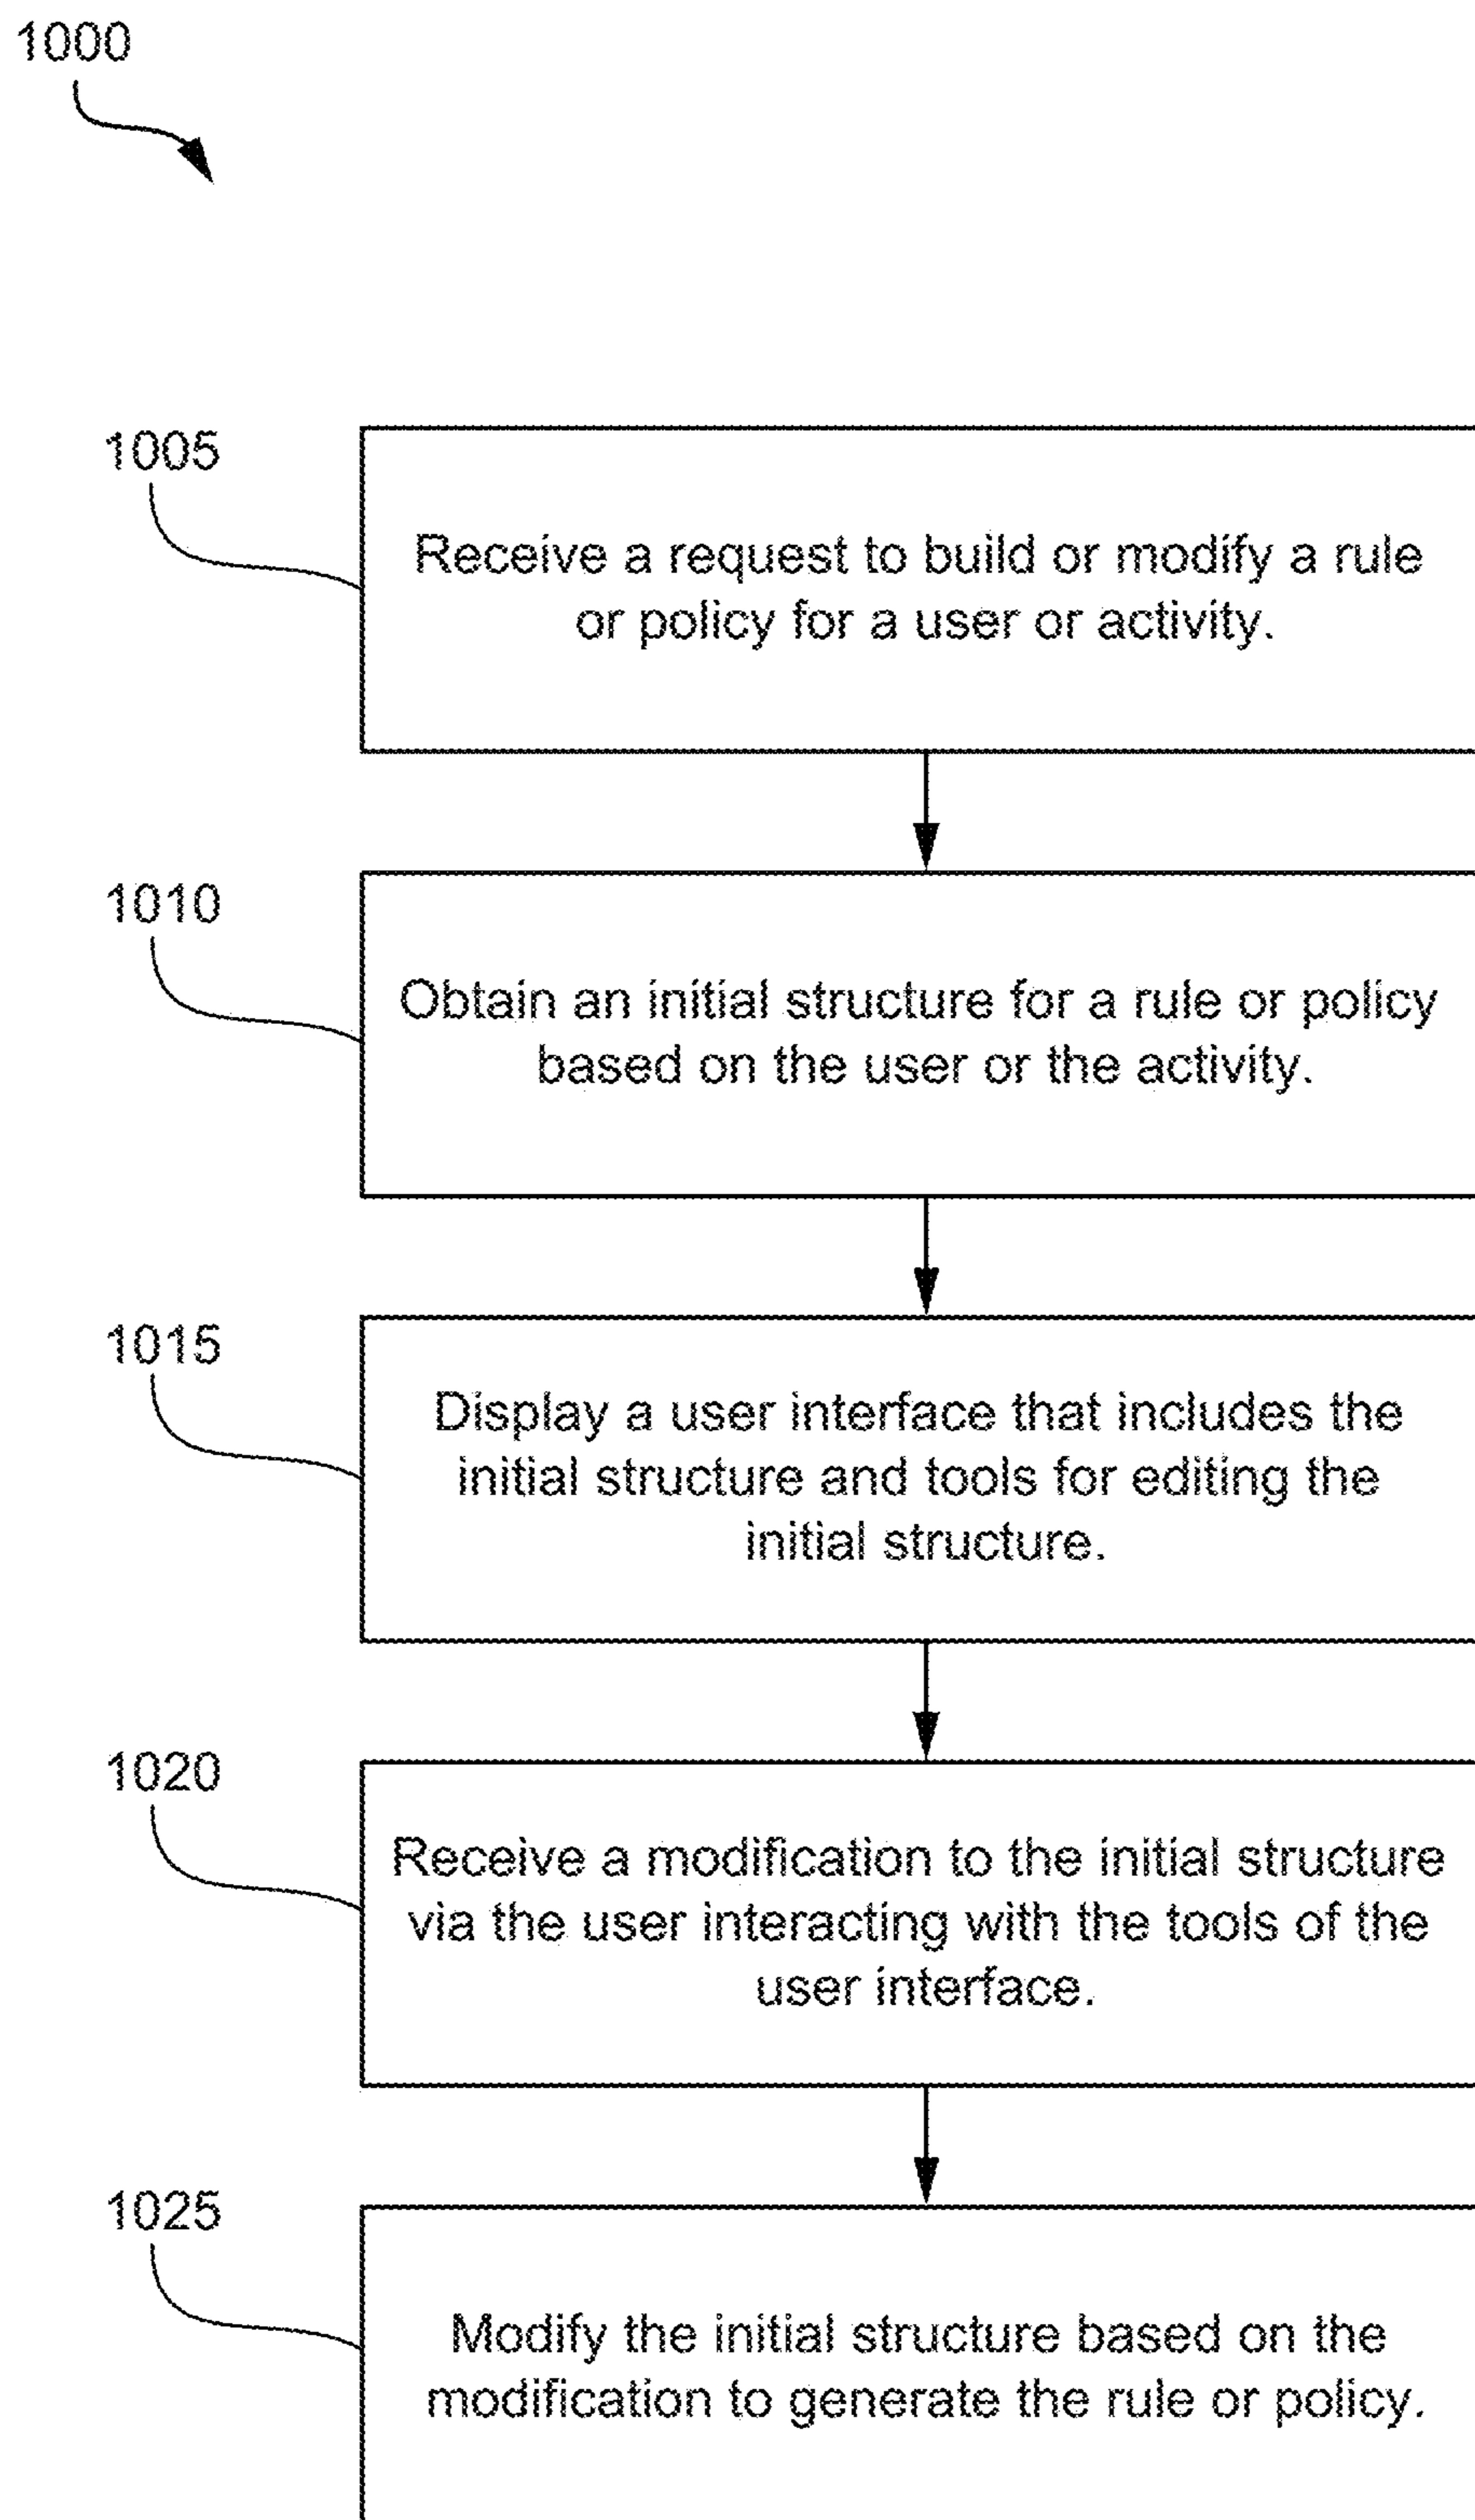 1000
1005
Receive a request to build or modify a rule
or policy for a user or activity.
1010
Obtain an initial structure for a rule or policy
based on the user or the activity.
1015
Display a user interface that includes the
initial structure and tools for editing the
initial structure.
1020
Receive a modification to the initial structure
via the user interacting with the tools of the
user interface.
1025
Modify the initial structure based on the
modification to generate the rule or policy.